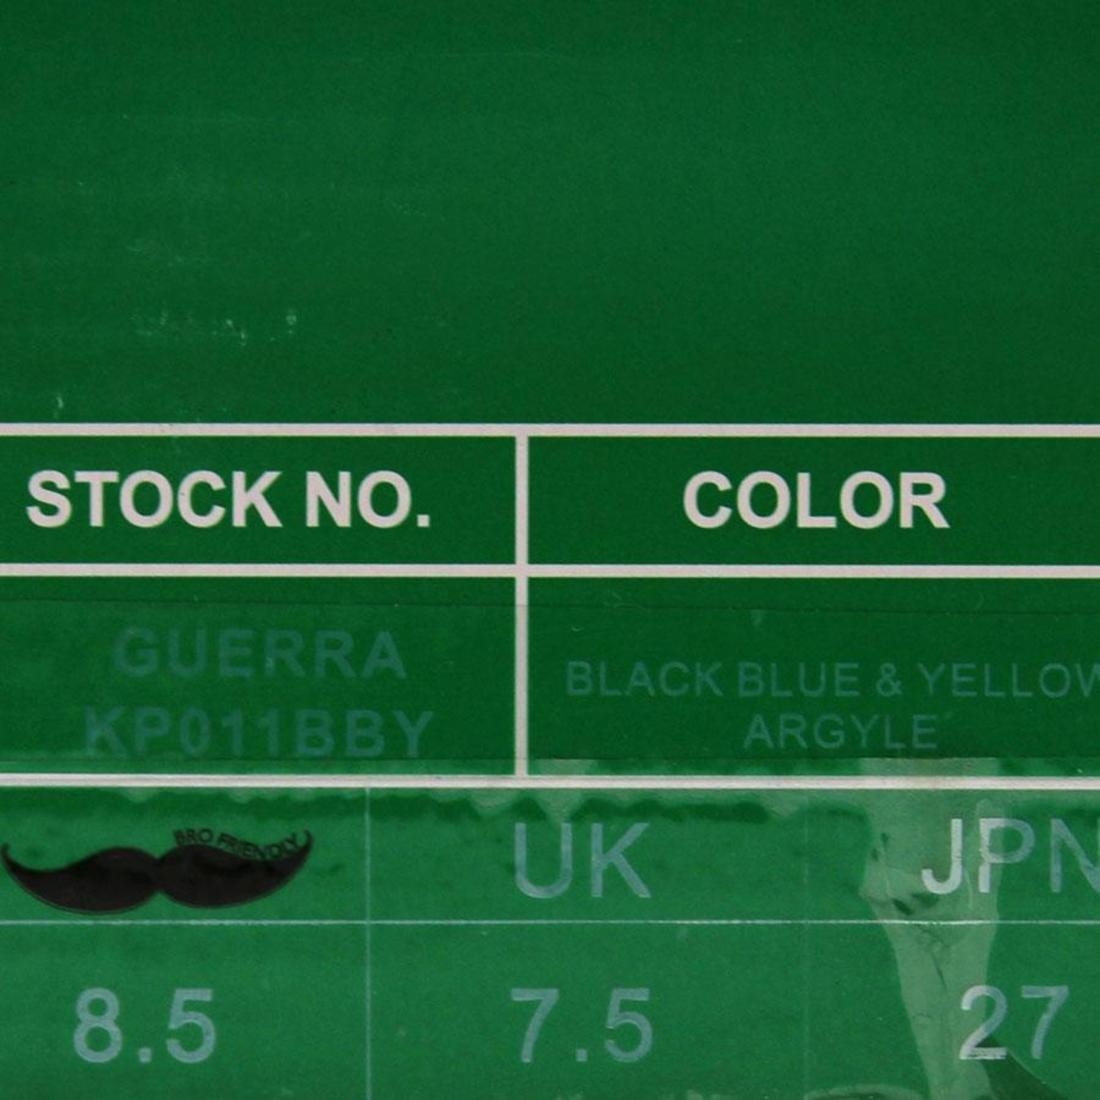 STOCK NO. COLOR
GUERRA
KP011BBY
BLACK BLUE & YELLOW
ARGYLE
BRO FRIENDLY UK JPN
8.5 7.5 27